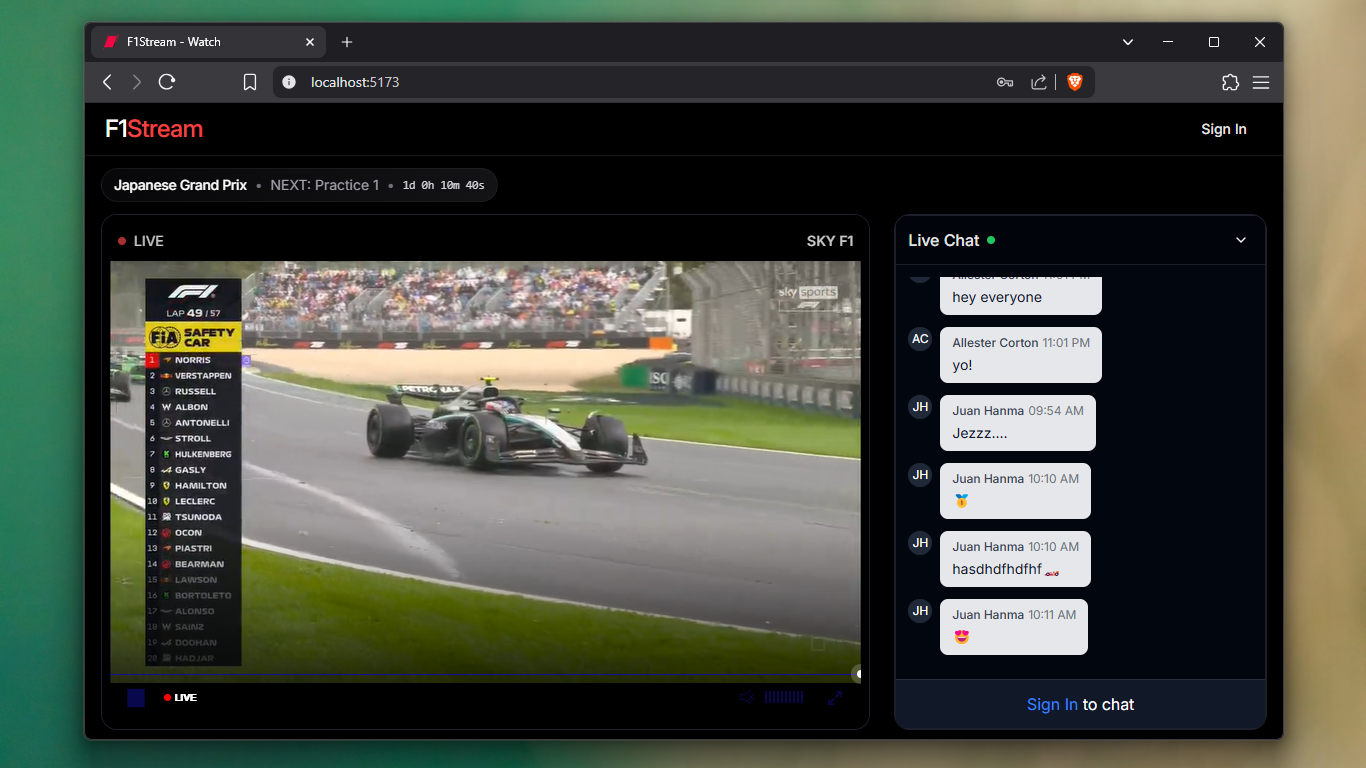 F1Stream - Watch
localhost:5173
F1Stream
Sign In
Japanese Grand Prix • NEXT: Practice 1 • 1d 0h 10m 40s
LIVE
SKY F1
sky sports
F1
LAP 49 / 57
FIA SAFETY CAR
1 NORRIS
2 VERSTAPPEN
3 RUSSELL
4 ALBON
5 ANTONELLI
6 STROLL
7 HULKENBERG
8 GASLY
9 HAMILTON
10 LECLERC
11 TSUNODA
12 OCON
13 PIASTRI
14 BEARMAN
15 LAWSON
16 BORTOLETO
17 ALONSO
18 SAINZ
19 DOOHAN
20 HADJAR
PETRONAS
LIVE
Live Chat
Allester Corton 11:01 PM
hey everyone
AC
Allester Corton 11:01 PM
yo!
JH
Juan Hanma 09:54 AM
Jezzz....
JH
Juan Hanma 10:10 AM
JH
Juan Hanma 10:10 AM
hasdhdfhdfhf
JH
Juan Hanma 10:11 AM
Sign In to chat